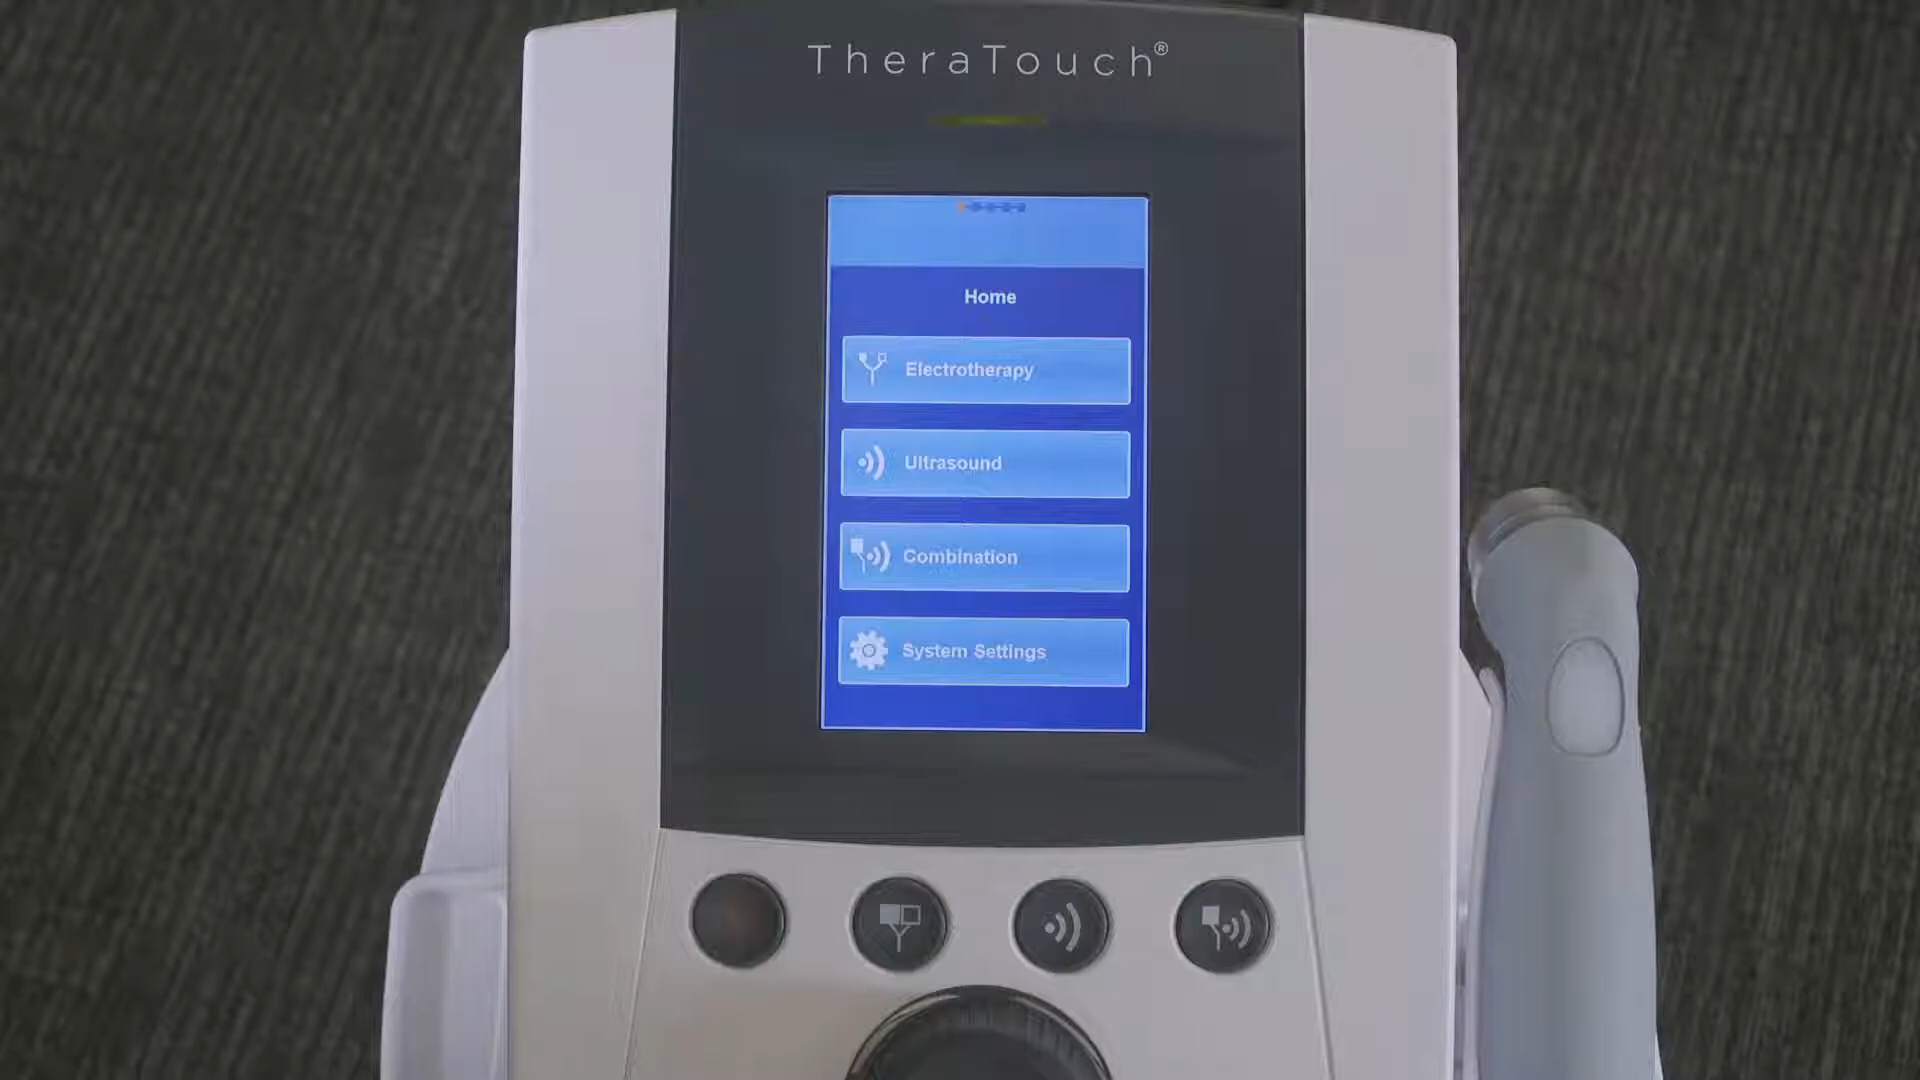 TheraTouch®
Home
Electrotherapy
Ultrasound
Combination
System Settings